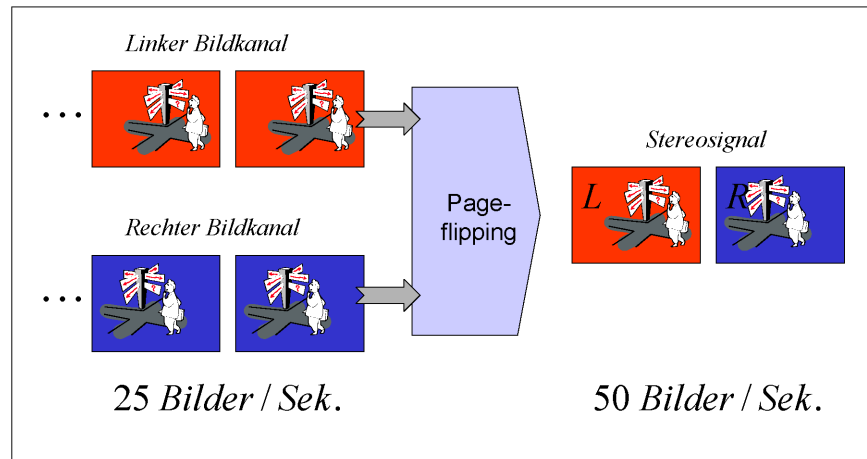 Linker Bildkanal
...
Stereosignal
L R
Page-
flipping
Rechter Bildkanal
...
25 Bilder / Sek.
50 Bilder / Sek.